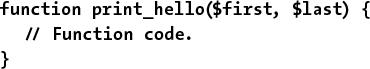 function print_hello($first, $last) {
  // Function code.
}